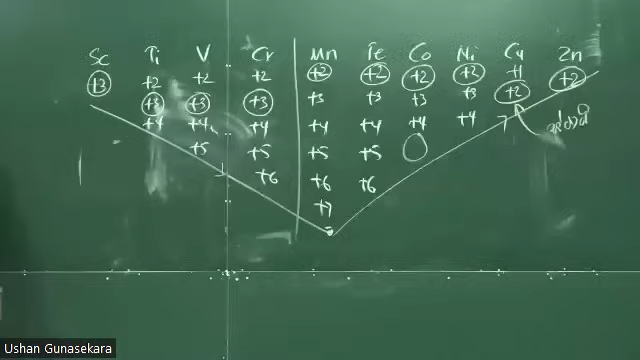 Sc Ti V Cr Mn Fe Co Ni Cu Zn
+3 +2 +2 +2 +2 +2 +2 +2 +1 +2
+3 +3 +3 +3 +3 +3 +3 +2
+4 +4 +4 +4 +4 +4 +4
+5 +5 +5 +5
+6 +6 +6
+7
Ushan Gunasekara